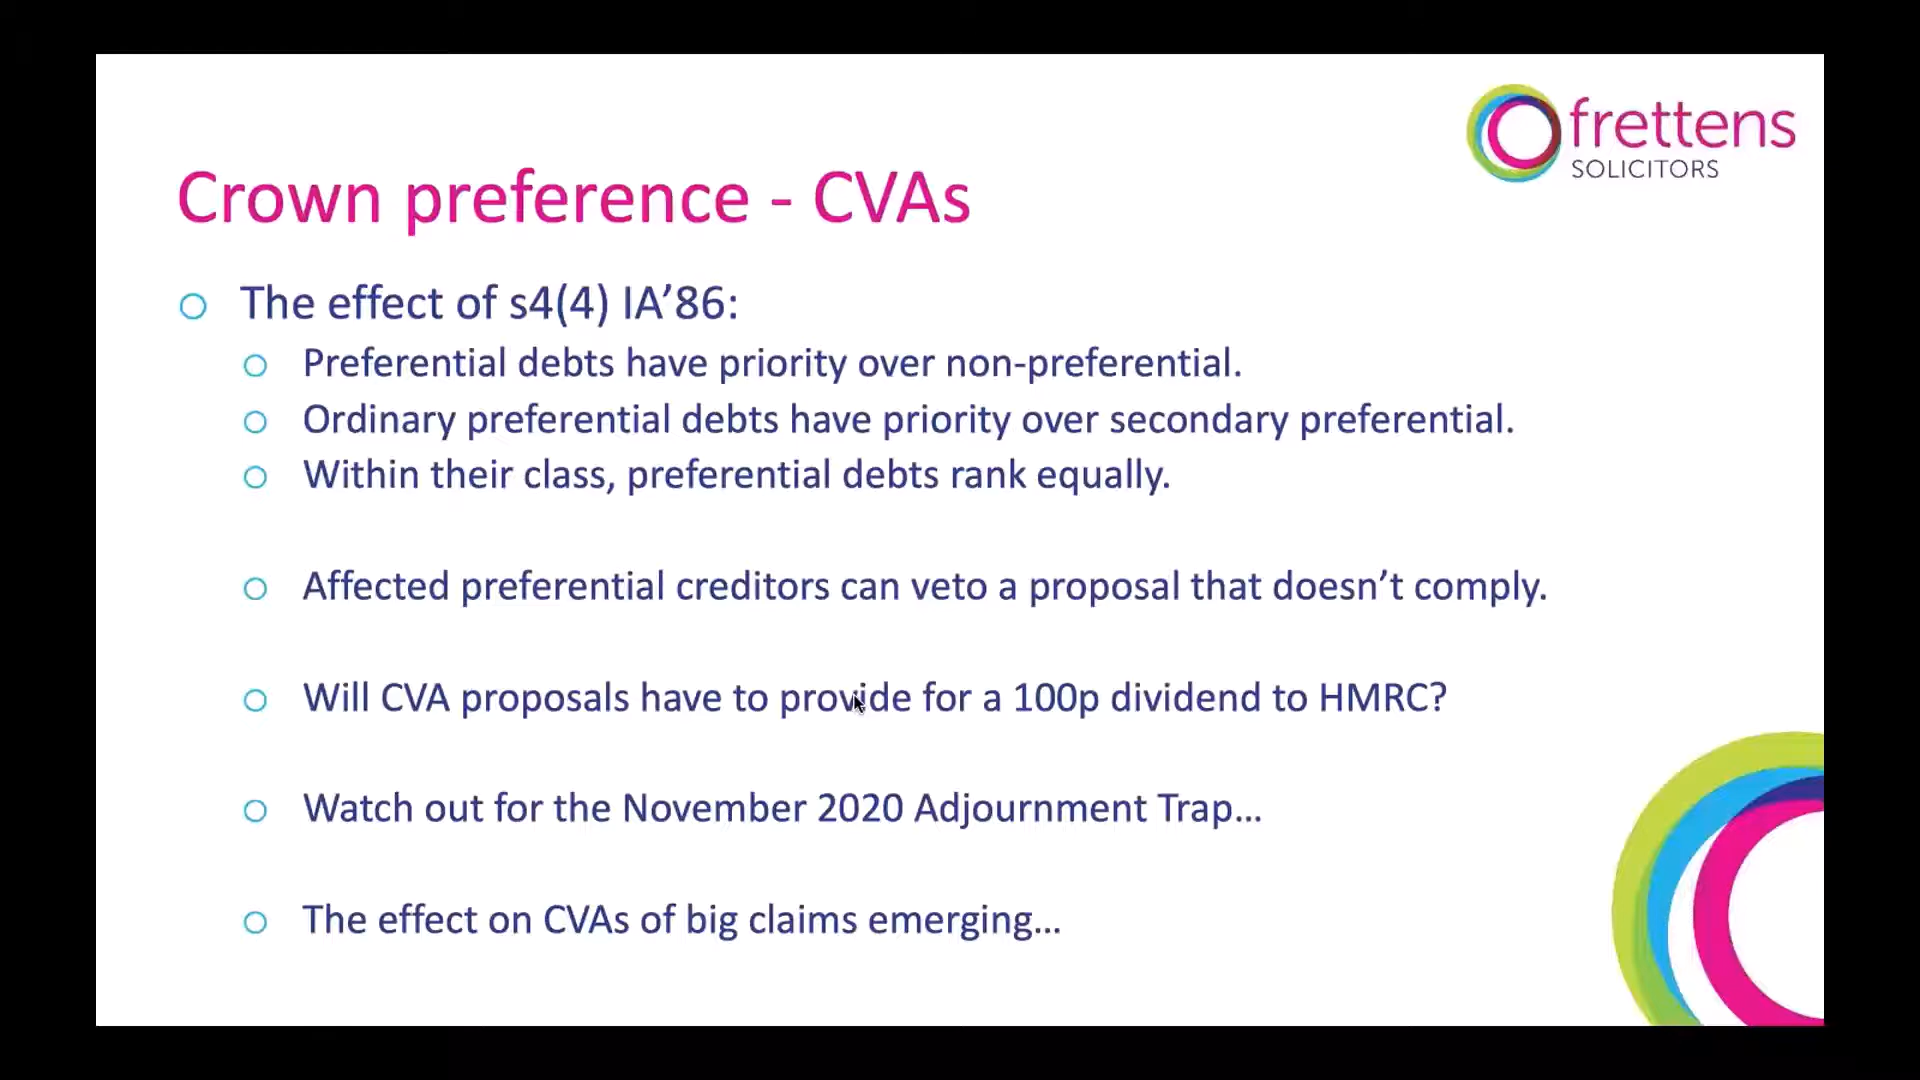 frettens
SOLICITORS
Crown preference - CVAs
The effect of s4(4) IA’86:
Preferential debts have priority over non-preferential.
Ordinary preferential debts have priority over secondary preferential.
Within their class, preferential debts rank equally.
Affected preferential creditors can veto a proposal that doesn’t comply.
Will CVA proposals have to provide for a 100p dividend to HMRC?
Watch out for the November 2020 Adjournment Trap…
The effect on CVAs of big claims emerging…